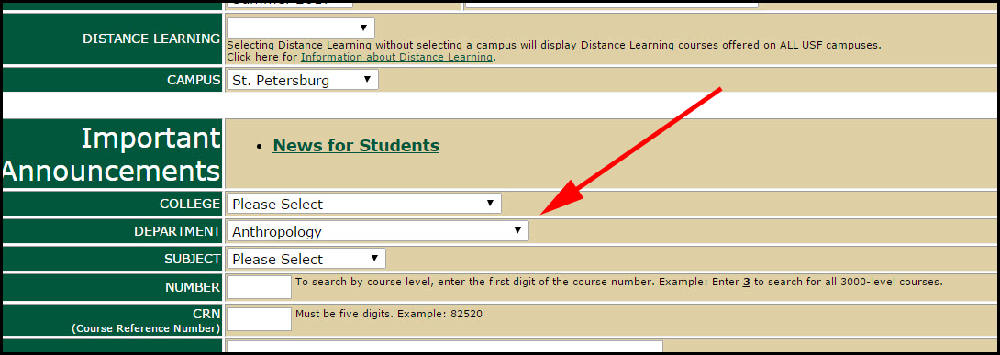 DISTANCE LEARNING
Selecting Distance Learning without selecting a campus will display Distance Learning courses offered on ALL USF campuses.
Click here for Information about Distance Learning.
CAMPUS St. Petersburg
Important
Announcements
• News for Students
COLLEGE Please Select
DEPARTMENT Anthropology
SUBJECT Please Select
NUMBER To search by course level, enter the first digit of the course number. Example: Enter 3 to search for all 3000-level courses.
CRN
(Course Reference Number)
Must be five digits. Example: 82520